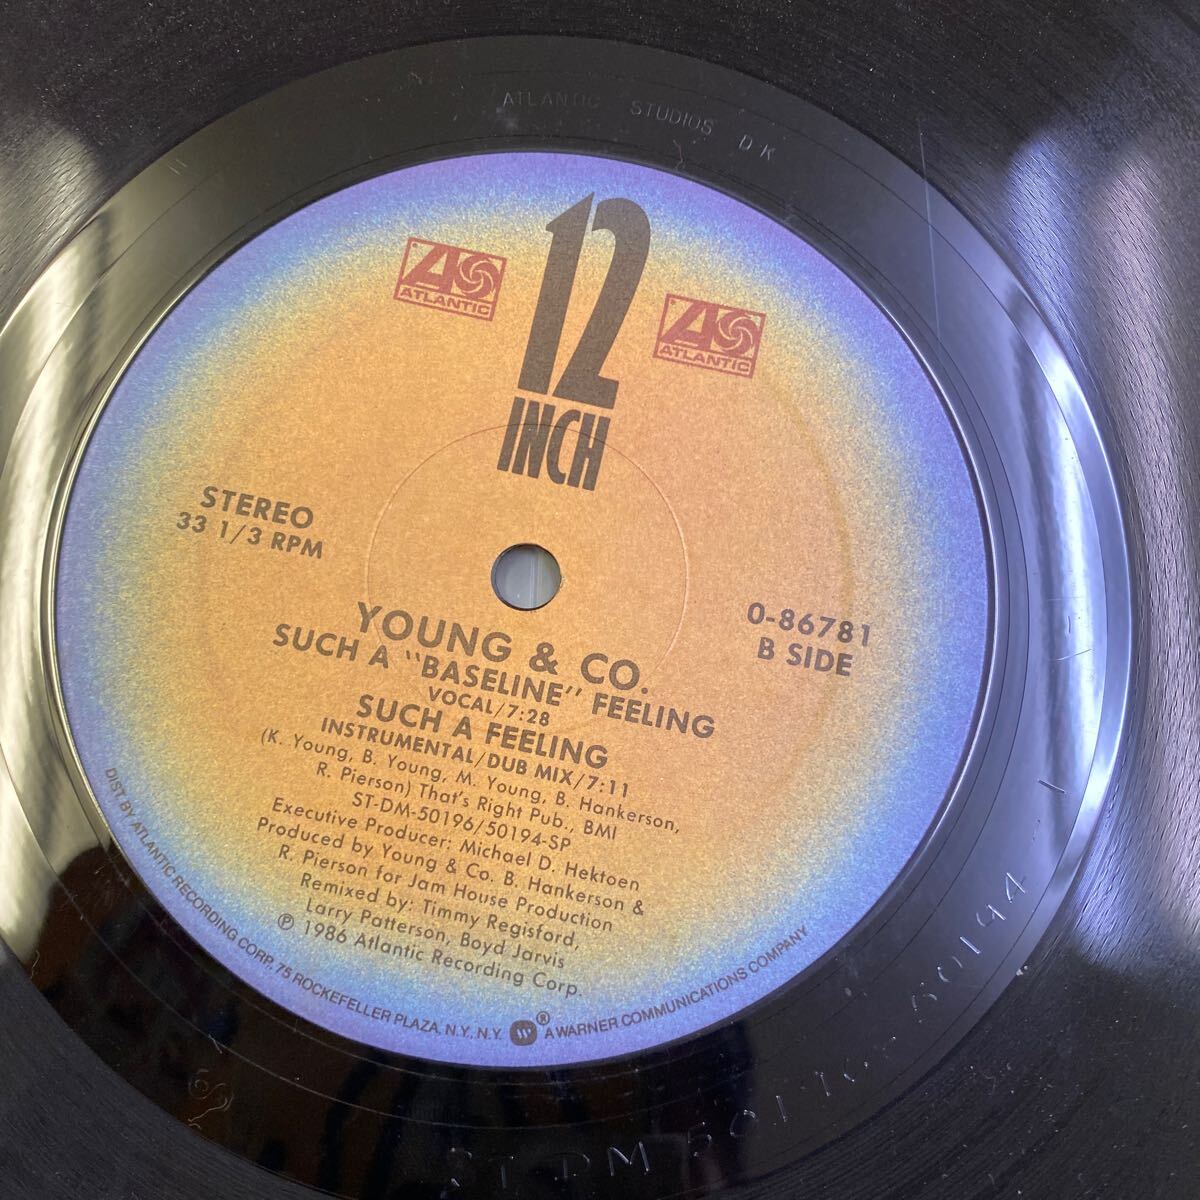 ATLANTIC STUDIOS DK
12
INCH
ATLANTIC
ATLANTIC
STEREO
33 1/3 RPM
0-86781
B SIDE
YOUNG & CO.
SUCH A "BASELINE" FEELING
VOCAL/7:28
SUCH A FEELING
INSTRUMENTAL/DUB MIX/7:11
(K. Young, B. Young, M. Young, B. Hankerson,
R. Pierson) That's Right Pub., BMI
ST-DM-50196/50194-SP
Executive Producer: Michael D. Hektoen
Produced by Young & Co. B. Hankerson &
R. Pierson for Jam House Production
Remixed by: Timmy Regisford,
Larry Patterson, Boyd Jarvis
℗ 1986 Atlantic Recording Corp.
DIST BY ATLANTIC RECORDING CORP., 75 ROCKEFELLER PLAZA, N.Y., N.Y. ® A WARNER COMMUNICATIONS COMPANY